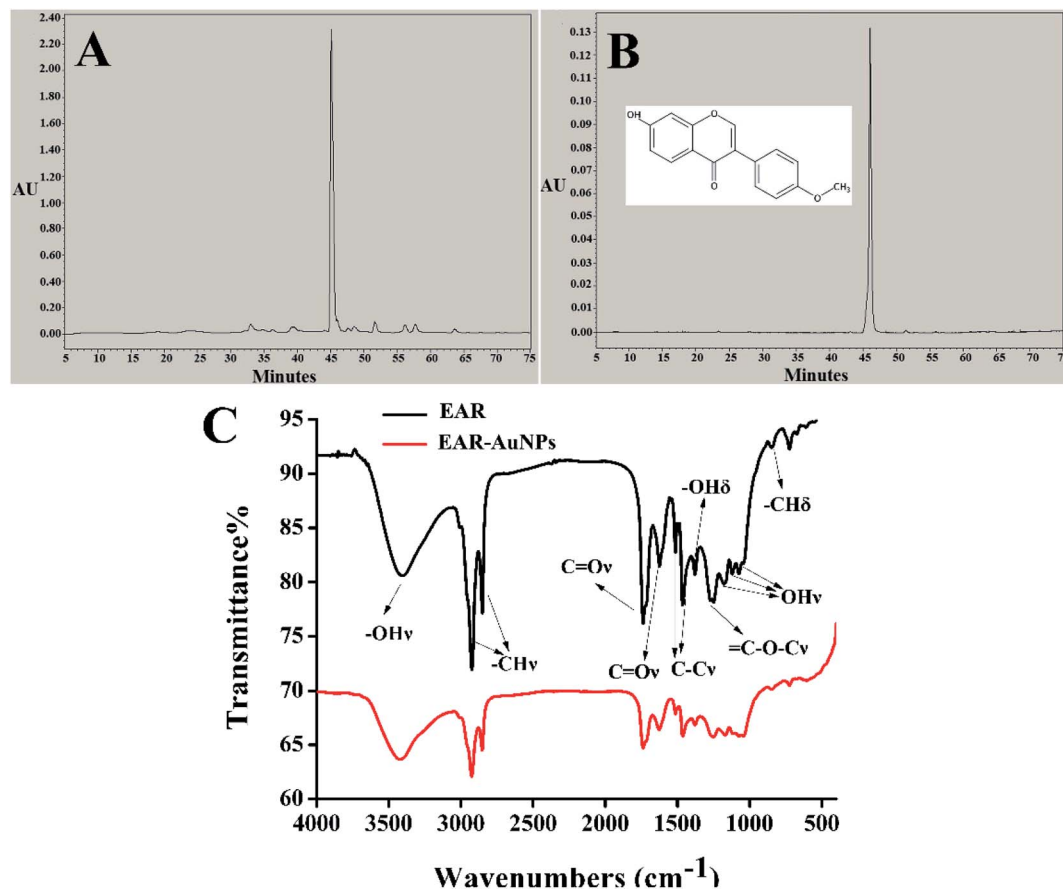 A
2.40
2.20
2.00
1.80
1.60
1.40
1.20
1.00
0.80
0.60
0.40
0.20
0.00
AU
5 10 15 20 25 30 35 40 45 50 55 60 65 70 75
Minutes
B
0.13
0.12
0.11
0.10
0.09
0.08
0.07
0.06
0.05
0.04
0.03
0.02
0.01
0.00
AU
OH
O
O
O
CH3
5 10 15 20 25 30 35 40 45 50 55 60 65 70 75
Minutes
C
EAR
EAR-AuNPs
95
90
85
80
75
70
65
60
Transmittance%
-OHν
-CHν
C=Oν
C=Oν
C-Cν
-OHδ
=C-O-Cν
OHν
-CHδ
4000 3500 3000 2500 2000 1500 1000 500
Wavenumbers (cm-1)